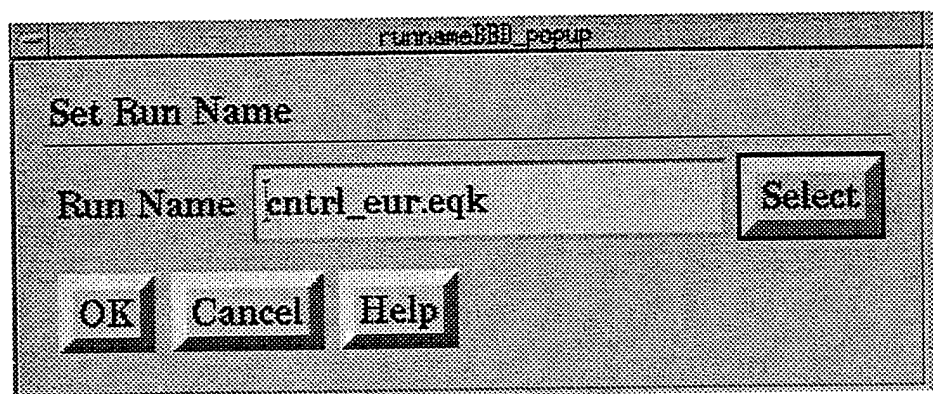 runnameBBD_popup
Set Run Name
Run Name cntrl_eur.eqk Select
OK Cancel Help